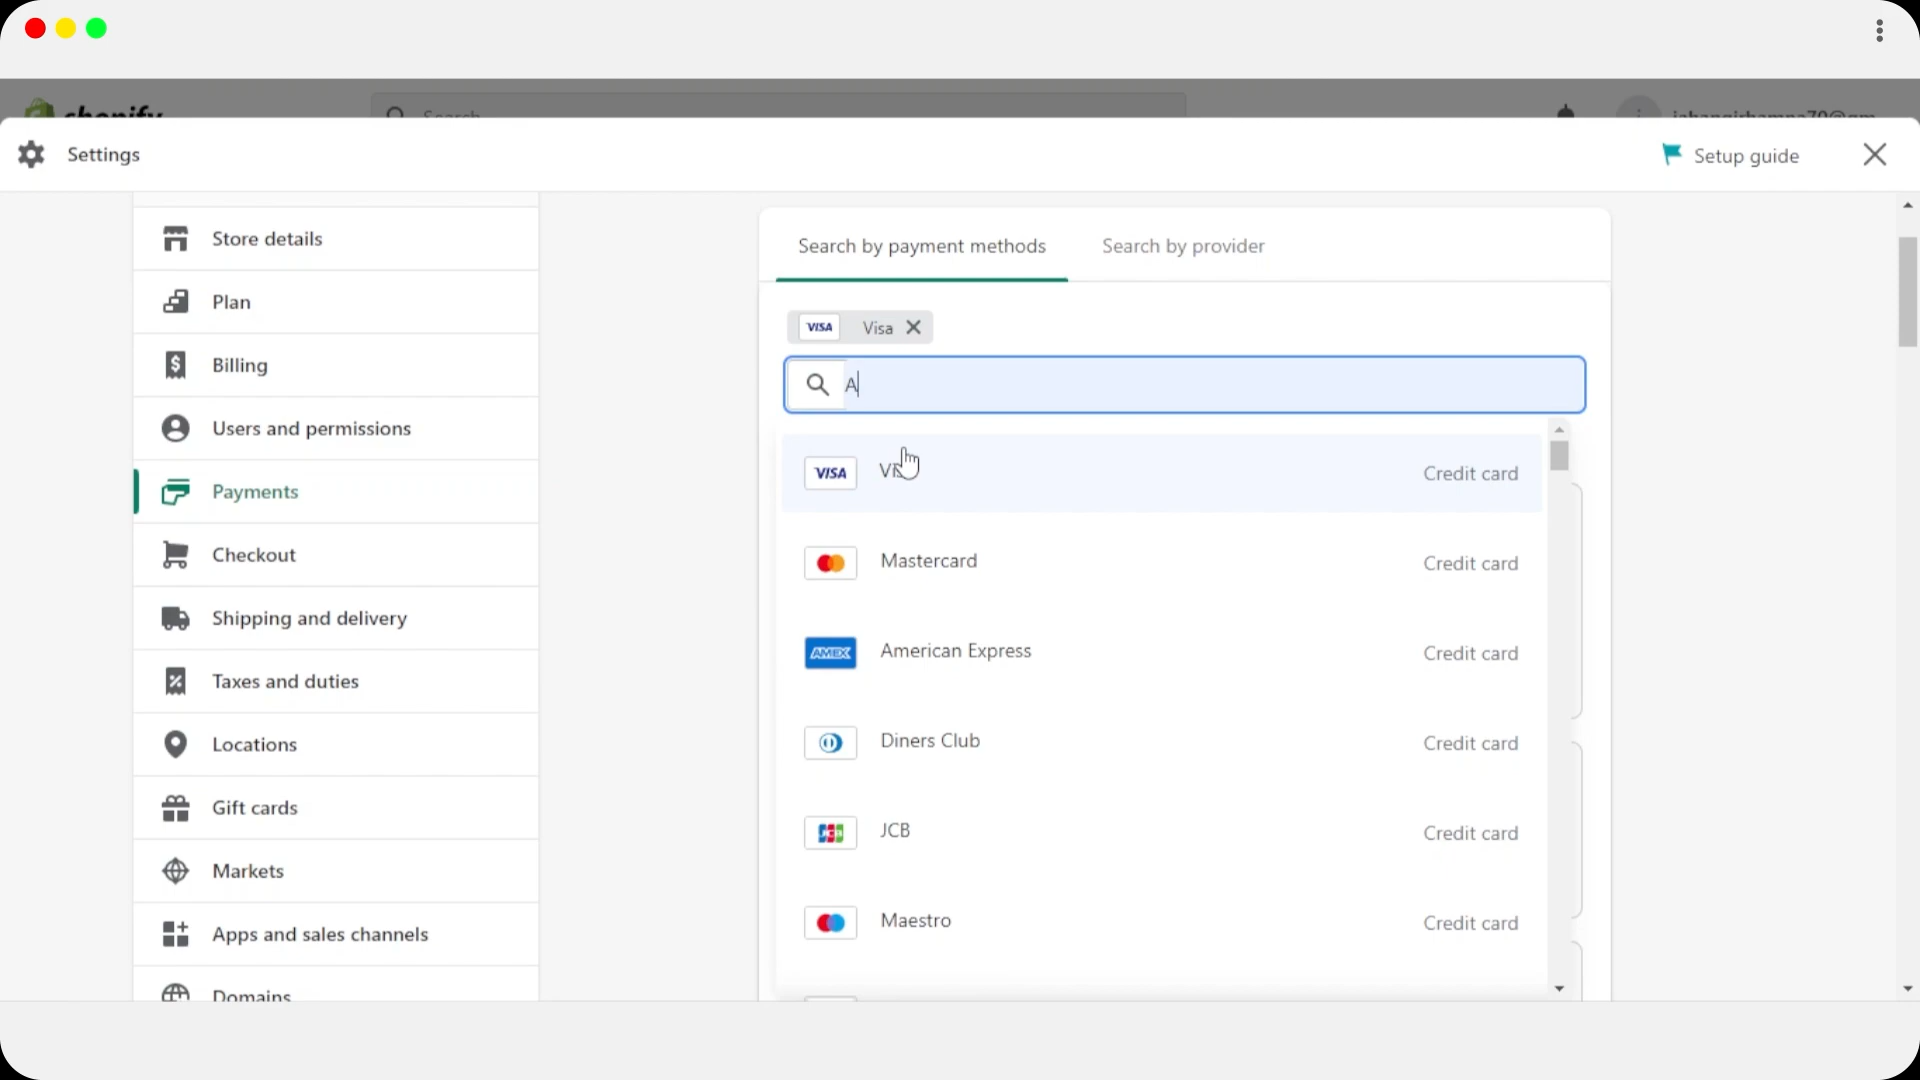 shopify
Search
Settings
Setup guide
Store details
Plan
Billing
Users and permissions
Payments
Checkout
Shipping and delivery
Taxes and duties
Locations
Gift cards
Markets
Apps and sales channels
Domains
Search by payment methods
Search by provider
VISA Visa
A
VISA
Credit card
Mastercard
Credit card
AMEX American Express
Credit card
Diners Club
Credit card
JCB JCB
Credit card
Maestro
Credit card